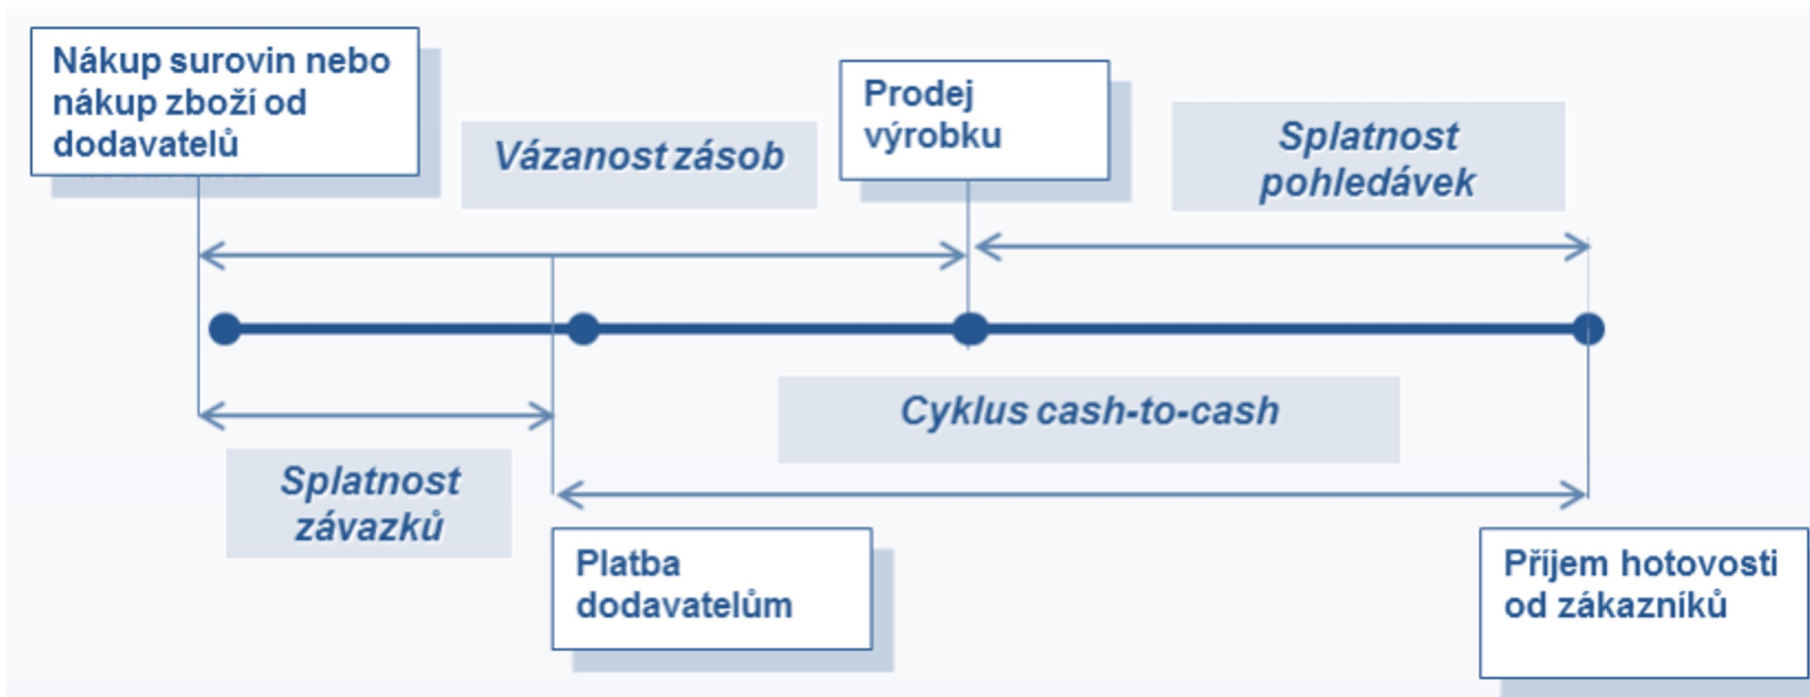 Nákup surovin nebo
nákup zboží od
dodavatelů
Vázanost zásob
Prodej
výrobku
Splatnost
pohledávek
Cyklus cash-to-cash
Splatnost
závazků
Platba
dodavatelům
Příjem hotovosti
od zákazníků